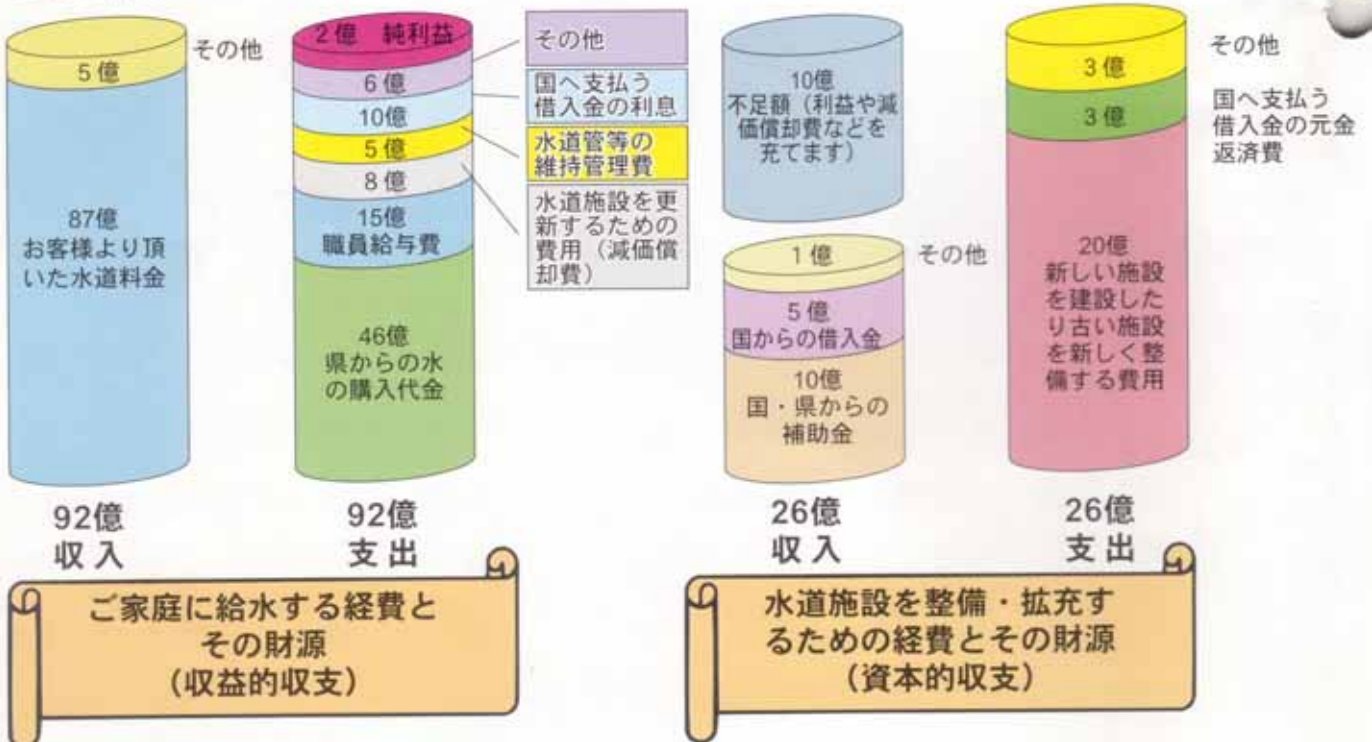 その他
5億
87億
お客様より頂
いた水道料金
92億
収入
2億 純利益
6億
10億
5億
8億
15億
職員給与費
46億
県からの水
の購入代金
その他
国へ支払う
借入金の利息
水道管等の
維持管理費
水道施設を更
新するための
費用（減価償
却費）
92億
支出
ご家庭に給水する経費と
その財源
（収益的収支）
10億
不足額（利益や減
価償却費などを
充てます）
1億
その他
5億
国からの借入金
10億
国・県からの
補助金
26億
収入
3億
その他
3億
国へ支払う
借入金の元金
返済費
20億
新しい施設
を建設した
り古い施設
を新しく整
備する費用
26億
支出
水道施設を整備・拡充す
るための経費とその財源
（資本的収支）